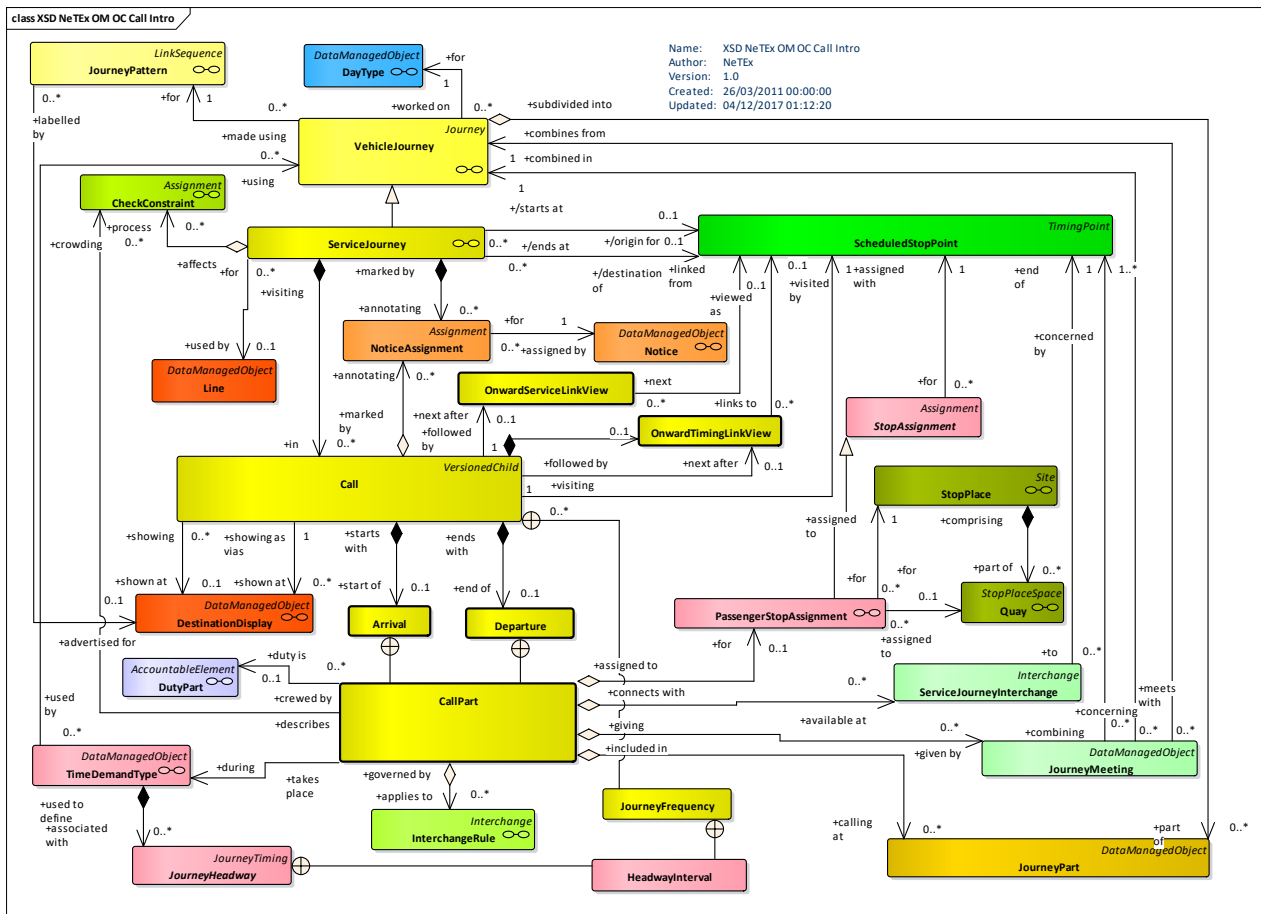 class XSD NeTEx OM OC Call Intro
Name: XSD NeTEx OM OC Call Intro
Author: NeTEx
Version: 1.0
Created: 26/03/2011 00:00:00
Updated: 04/12/2017 01:12:20
LinkSequence
JourneyPattern
DataManagedObject
DayType
+for
1
0..*
+labelled
by
+for
1
0..*
+worked on
0..*
+subdivided into
+made using
0..*
+using
Journey
VehicleJourney
+combines from
1
+combined in
1
Assignment
CheckConstraint
+process
0..*
+crowding
+affects
+/starts at
0..1
ServiceJourney
0..*
+/ends at
0..*
+/origin for
0..1
+/destination
of
+linked
from
TimingPoint
ScheduledStopPoint
+for
0..*
+visiting
+marked by
+annotating
0..*
+viewed
as
0..1
0..1
+visited
by
1
+assigned
with
1
+end
of
1
1..*
+used by
0..1
DataManagedObject
Line
Assignment
NoticeAssignment
+for
1
0..*
+assigned by
DataManagedObject
Notice
+concerned
by
+annotating
0..*
OnwardServiceLinkView
+next
0..*
+links to
0..*
+for
0..*
Assignment
StopAssignment
+marked
by
+next after
0..1
+followed
by
1
0..1
OnwardTimingLinkView
+in
0..*
+followed by
+next after
0..1
VersionedChild
Call
1
+visiting
Site
StopPlace
+comprising
1
0..*
+assigned
to
+showing
0..*
+showing as
vias
1
+starts
with
+ends
with
+shown at
0..1
+shown at
0..*
+start of
0..1
+end of
0..1
+for
+for
0..*
+part of
0..*
0..1
StopPlaceSpace
Quay
0..1
DataManagedObject
DestinationDisplay
Arrival
Departure
PassengerStopAssignment
0..*
+assigned
to
+advertised for
+for
0..1
+to
0..*
AccountableElement
DutyPart
+duty is
0..*
0..1
+crewed by
+describes
CallPart
+assigned to
+connects with
0..*
Interchange
ServiceJourneyInterchange
+used
by
0..*
+giving
+available at
0..*
+combining
+concerning
0..*
+meets
with
0..*
0..*
+included in
+given by
DataManagedObject
JourneyMeeting
DataManagedObject
TimeDemandType
+during
+takes
place
+governed by
+applies to
0..*
JourneyFrequency
+used to
define
+associated
with
0..*
Interchange
InterchangeRule
+calling
at
0..*
+part
of
0..*
JourneyTiming
JourneyHeadway
HeadwayInterval
DataManagedObject
JourneyPart